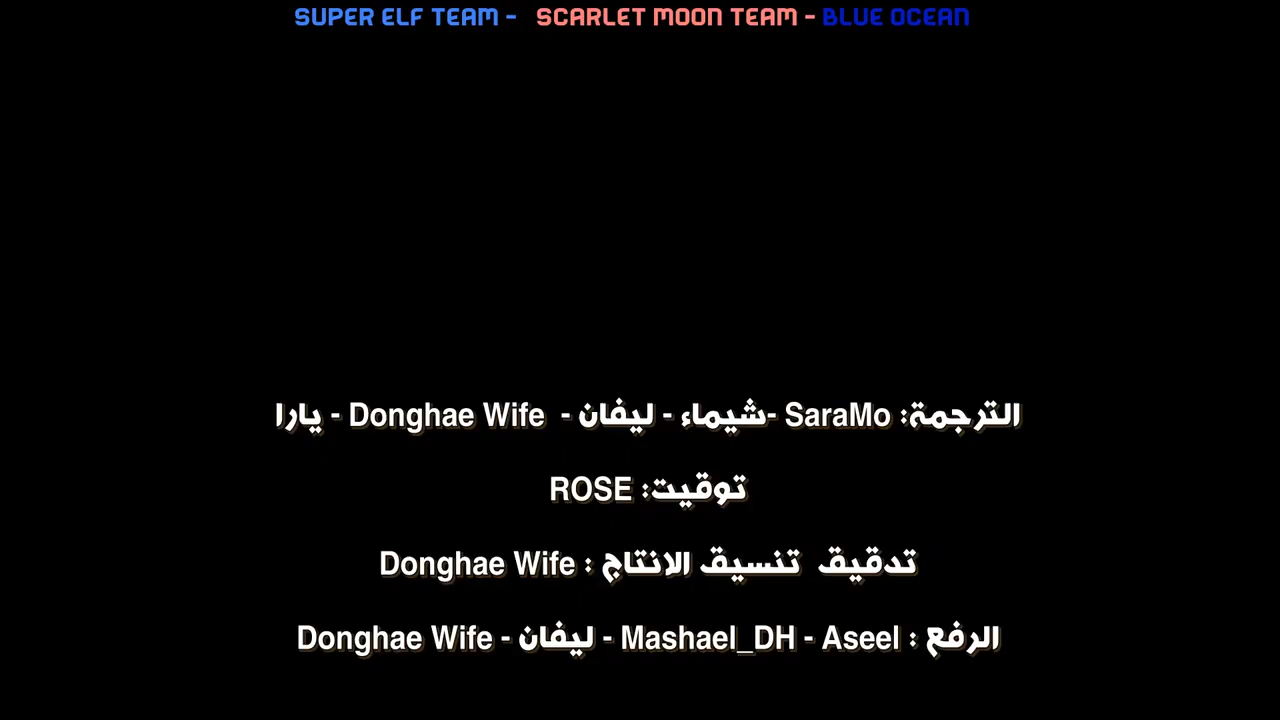 SUPER ELF TEAM - SCARLET MOON TEAM - BLUE OCEAN
الترجمة: SaraMo -شيماء - ليفان - Donghae Wife - يارا
توقيت: ROSE
تدقيق تنسيق الانتاج : Donghae Wife
الرفع : Mashael_DH - Aseel - ليفان - Donghae Wife